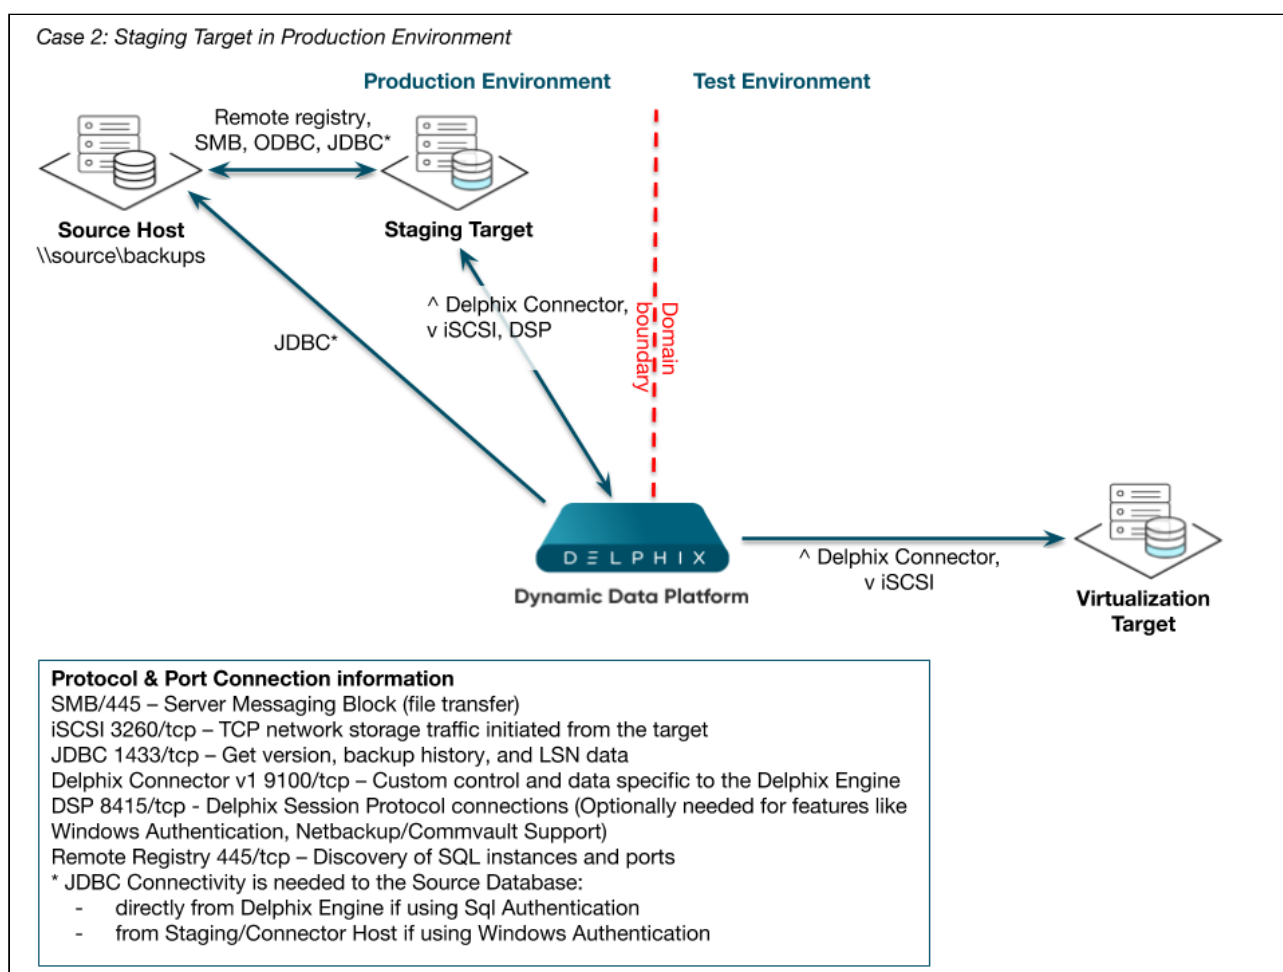 Case 2: Staging Target in Production Environment
Production Environment
Test Environment
Remote registry,
SMB, ODBC, JDBC*
Source Host
\\source\backups
Staging Target
^ Delphix Connector,
v iSCSI, DSP
JDBC*
Domain
boundary
DELPHIX
Dynamic Data Platform
^ Delphix Connector,
v iSCSI
Virtualization
Target
Protocol & Port Connection information
SMB/445 – Server Messaging Block (file transfer)
iSCSI 3260/tcp – TCP network storage traffic initiated from the target
JDBC 1433/tcp – Get version, backup history, and LSN data
Delphix Connector v1 9100/tcp – Custom control and data specific to the Delphix Engine
DSP 8415/tcp - Delphix Session Protocol connections (Optionally needed for features like
Windows Authentication, Netbackup/Commvault Support)
Remote Registry 445/tcp – Discovery of SQL instances and ports
* JDBC Connectivity is needed to the Source Database:
- directly from Delphix Engine if using Sql Authentication
- from Staging/Connector Host if using Windows Authentication